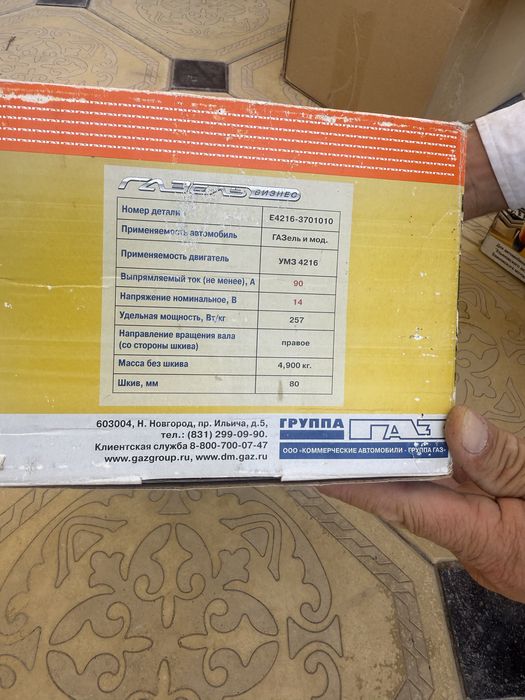 ГАЗЕЛЬ БИЗНЕС
Номер детали E4216-3701010
Применяемость автомобиль ГАЗель и мод.
Применяемость двигатель УМЗ 4216
Выпрямляемый ток (не менее), А 90
Напряжение номинальное, В 14
Удельная мощность, Вт/кг 257
Направление вращения вала
(со стороны шкива) правое
Масса без шкива 4,900 кг.
Шкив, мм 80
603004, Н. Новгород, пр. Ильича, д.5,
тел.: (831) 299-09-90.
Клиентская служба 8-800-700-07-47
www.gazgroup.ru, www.dm.gaz.ru
ГРУППА ГАЗ
ООО «КОММЕРЧЕСКИЕ АВТОМОБИЛИ - ГРУППА ГАЗ»